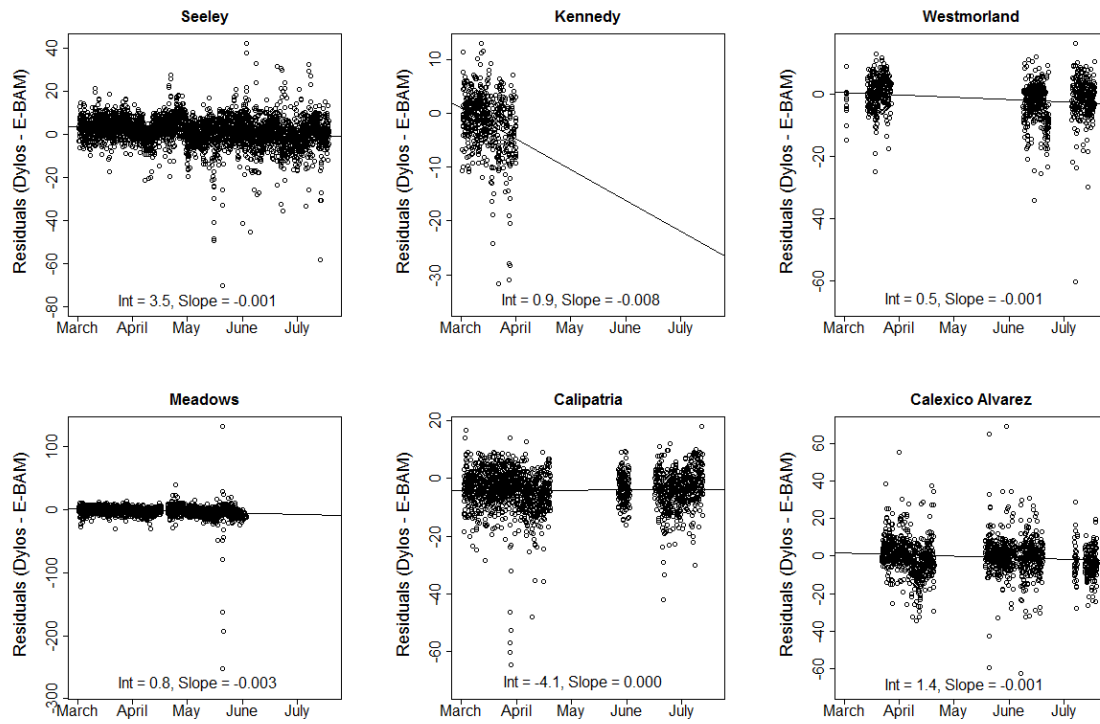 Seeley
Kennedy
Westmorland
Residuals (Dylos - E-BAM)
40
20
0
-20
-40
-60
-80
Int = 3.5, Slope = -0.001
March April May June July
Residuals (Dylos - E-BAM)
10
0
-10
-20
-30
Int = 0.9, Slope = -0.008
March April May June July
Residuals (Dylos - E-BAM)
0
-20
-40
-60
Int = 0.5, Slope = -0.001
March April May June July
Meadows
Calipatria
Calexico Alvarez
Residuals (Dylos - E-BAM)
100
0
-100
-200
-300
Int = 0.8, Slope = -0.003
March April May June July
Residuals (Dylos - E-BAM)
20
0
-20
-40
-60
Int = -4.1, Slope = 0.000
March April May June July
Residuals (Dylos - E-BAM)
60
40
20
0
-20
-40
-60
Int = 1.4, Slope = -0.001
March April May June July